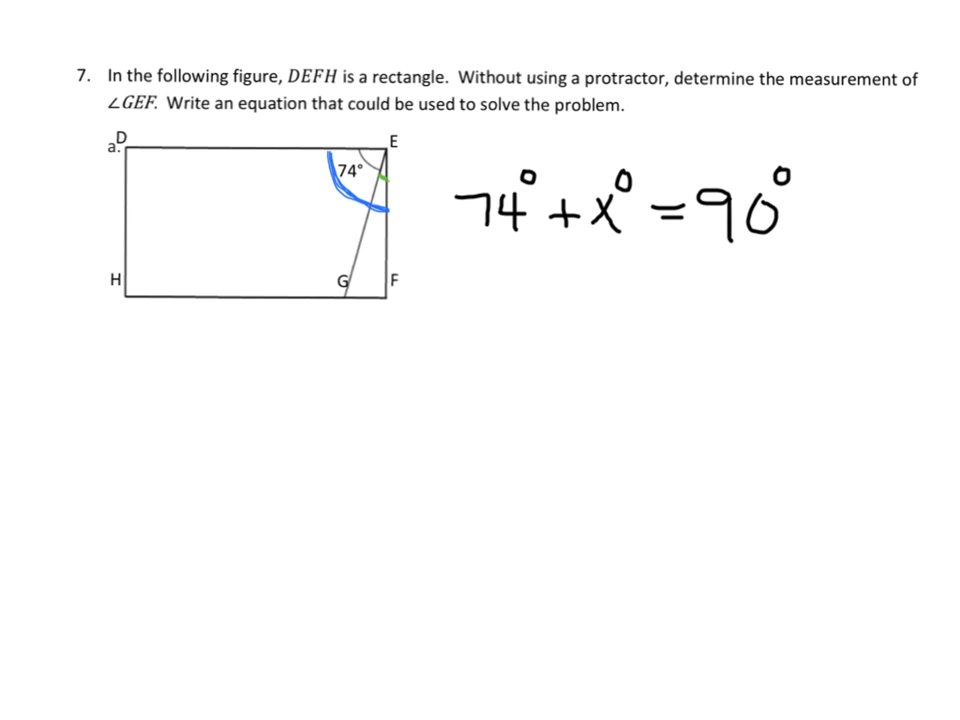 7. In the following figure, DEFH is a rectangle. Without using a protractor, determine the measurement of
∠GEF. Write an equation that could be used to solve the problem.
D
a.
E
74°
74° + x° = 90°
H
G
F